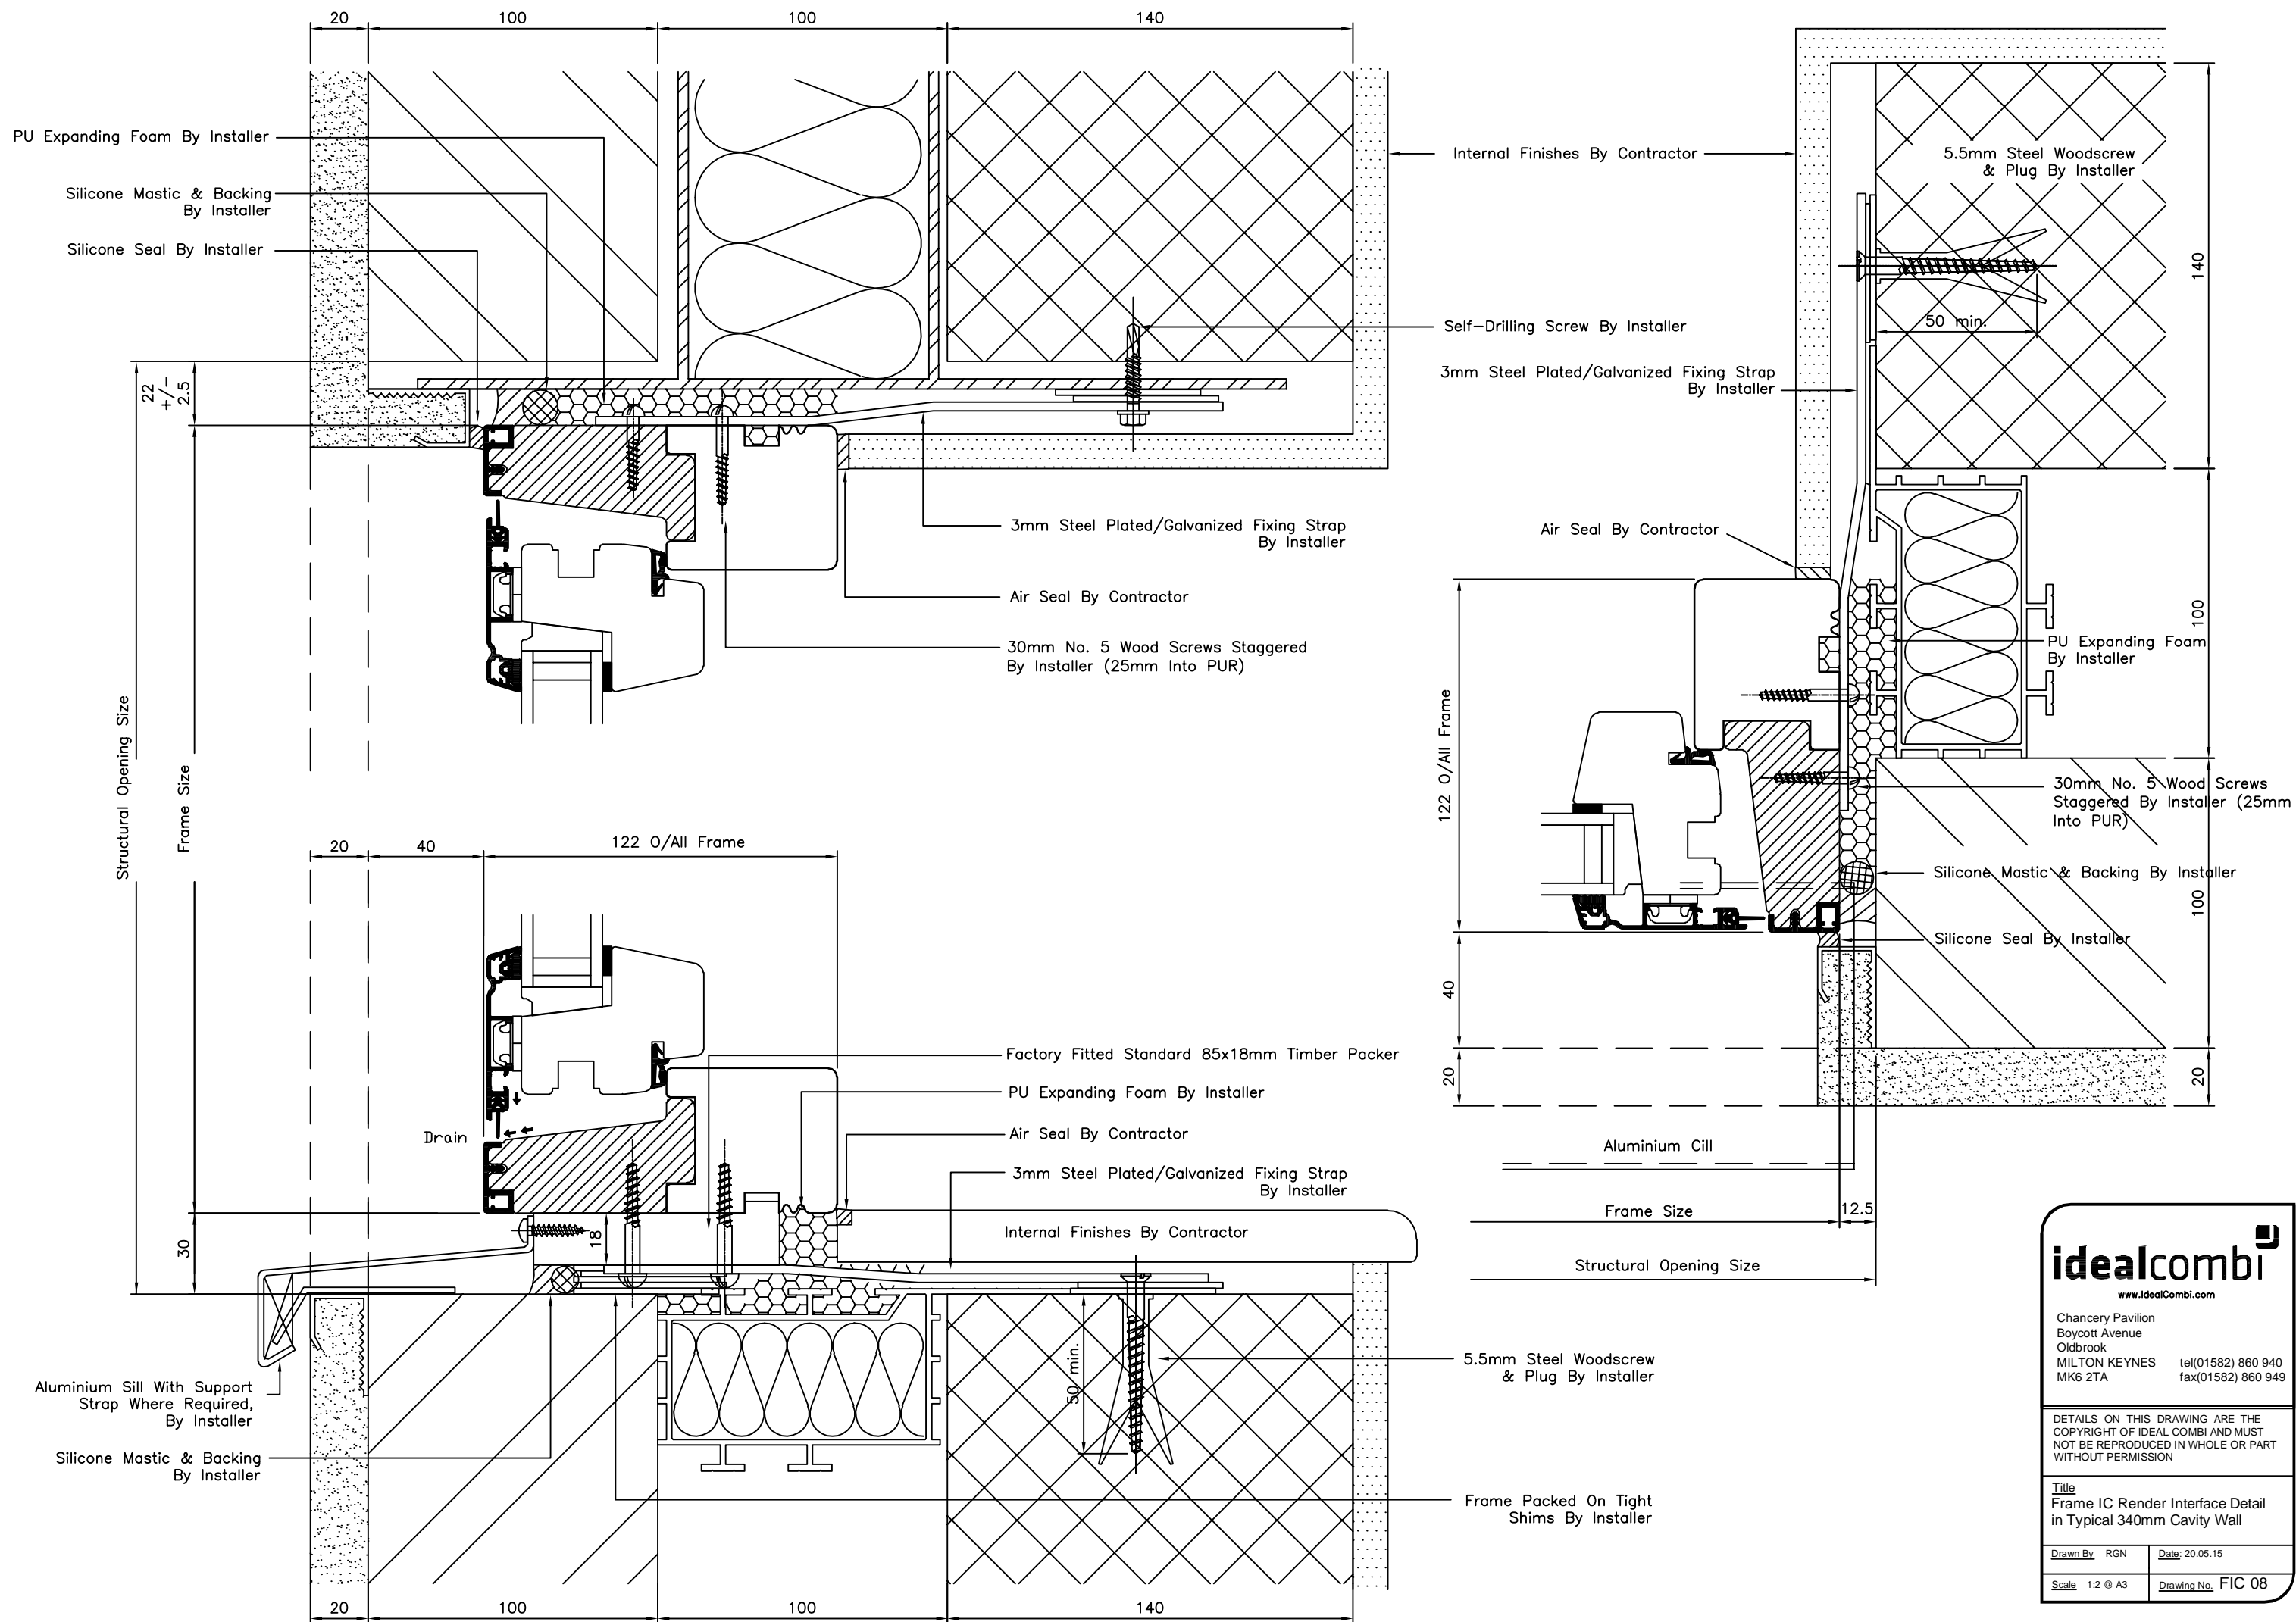 20
100
100
140
PU Expanding Foam By Installer
Silicone Mastic & Backing
By Installer
Silicone Seal By Installer
22
+/-
2.5
Structural Opening Size
Frame Size
Internal Finishes By Contractor
Self-Drilling Screw By Installer
3mm Steel Plated/Galvanized Fixing Strap
By Installer
3mm Steel Plated/Galvanized Fixing Strap
By Installer
Air Seal By Contractor
30mm No. 5 Wood Screws Staggered
By Installer (25mm Into PUR)
5.5mm Steel Woodscrew
& Plug By Installer
50 min.
140
Air Seal By Contractor
100
PU Expanding Foam
By Installer
122 O/All Frame
30mm No. 5 Wood Screws
Staggered By Installer (25mm
Into PUR)
Silicone Mastic & Backing By Installer
100
Silicone Seal By Installer
40
20
20
Aluminium Cill
Frame Size
12.5
Structural Opening Size
20
40
122 O/All Frame
Drain
Factory Fitted Standard 85x18mm Timber Packer
PU Expanding Foam By Installer
Air Seal By Contractor
3mm Steel Plated/Galvanized Fixing Strap
By Installer
Internal Finishes By Contractor
30
18
50 min.
5.5mm Steel Woodscrew
& Plug By Installer
Aluminium Sill With Support
Strap Where Required,
By Installer
Silicone Mastic & Backing
By Installer
Frame Packed On Tight
Shims By Installer
20
100
100
140
idealcombi
www.IdealCombi.com
Chancery Pavilion
Boycott Avenue
Oldbrook
MILTON KEYNES tel(01582) 860 940
MK6 2TA fax(01582) 860 949
DETAILS ON THIS DRAWING ARE THE
COPYRIGHT OF IDEAL COMBI AND MUST
NOT BE REPRODUCED IN WHOLE OR PART
WITHOUT PERMISSION
Title
Frame IC Render Interface Detail
in Typical 340mm Cavity Wall
Drawn By RGN Date: 20.05.15
Scale 1:2 @ A3 Drawing No. FIC 08